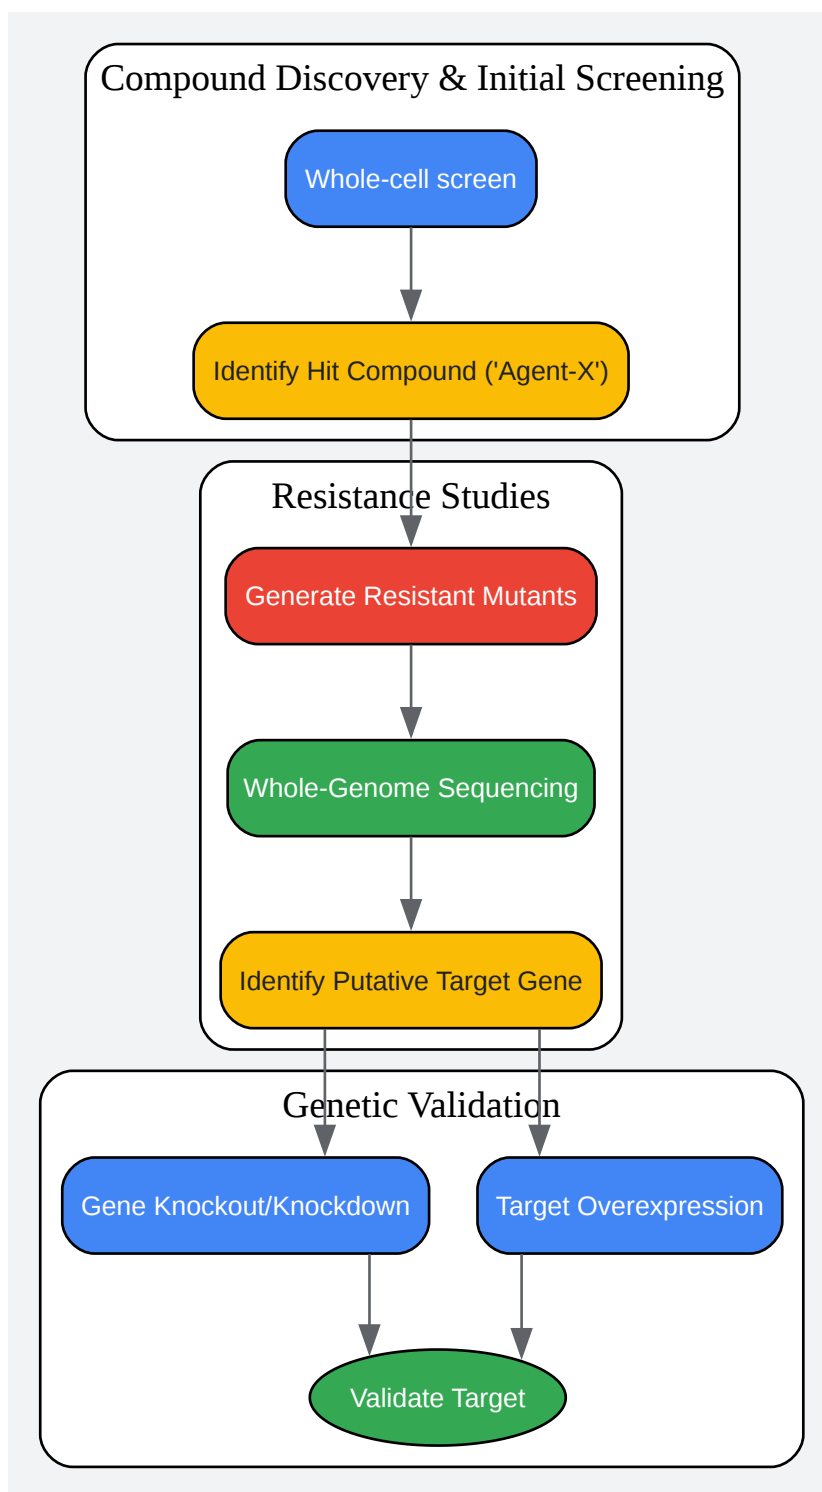 Compound Discovery & Initial Screening
Whole-cell screen
Identify Hit Compound ('Agent-X')
Resistance Studies
Generate Resistant Mutants
Whole-Genome Sequencing
Identify Putative Target Gene
Genetic Validation
Gene Knockout/Knockdown
Target Overexpression
Validate Target